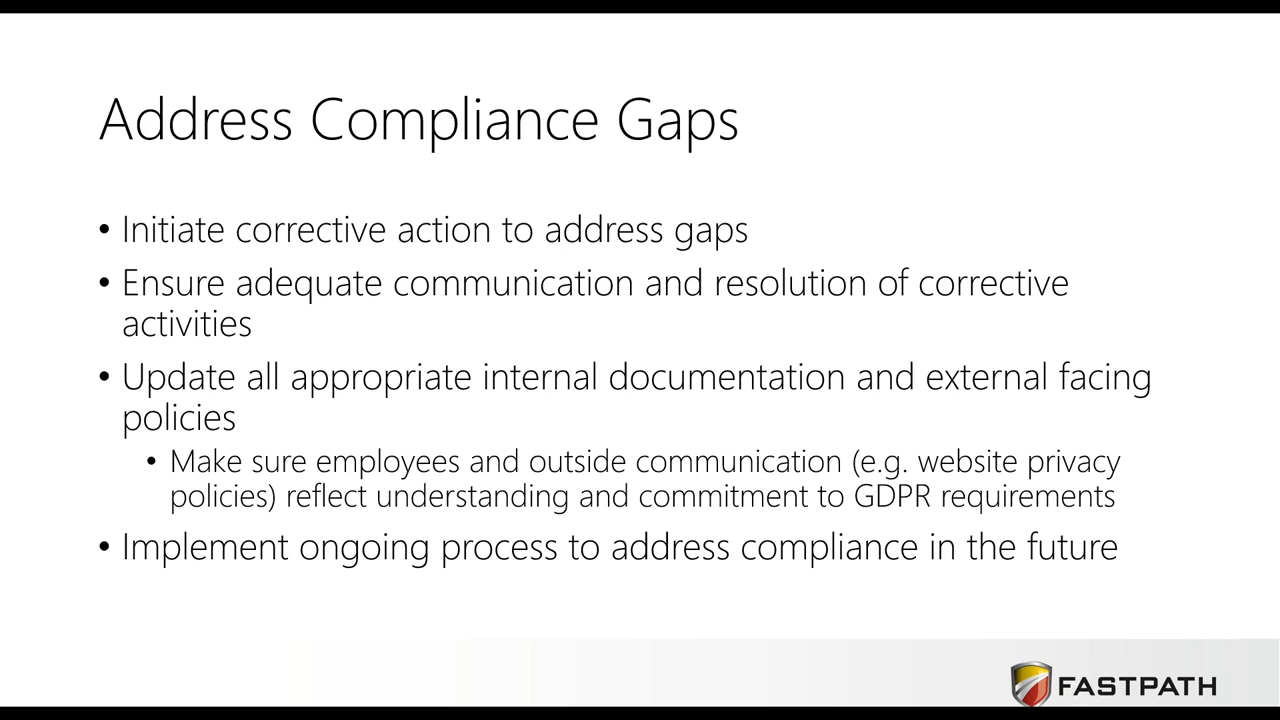 Address Compliance Gaps
• Initiate corrective action to address gaps
• Ensure adequate communication and resolution of corrective
activities
• Update all appropriate internal documentation and external facing
policies
• Make sure employees and outside communication (e.g. website privacy
policies) reflect understanding and commitment to GDPR requirements
• Implement ongoing process to address compliance in the future
FASTPATH